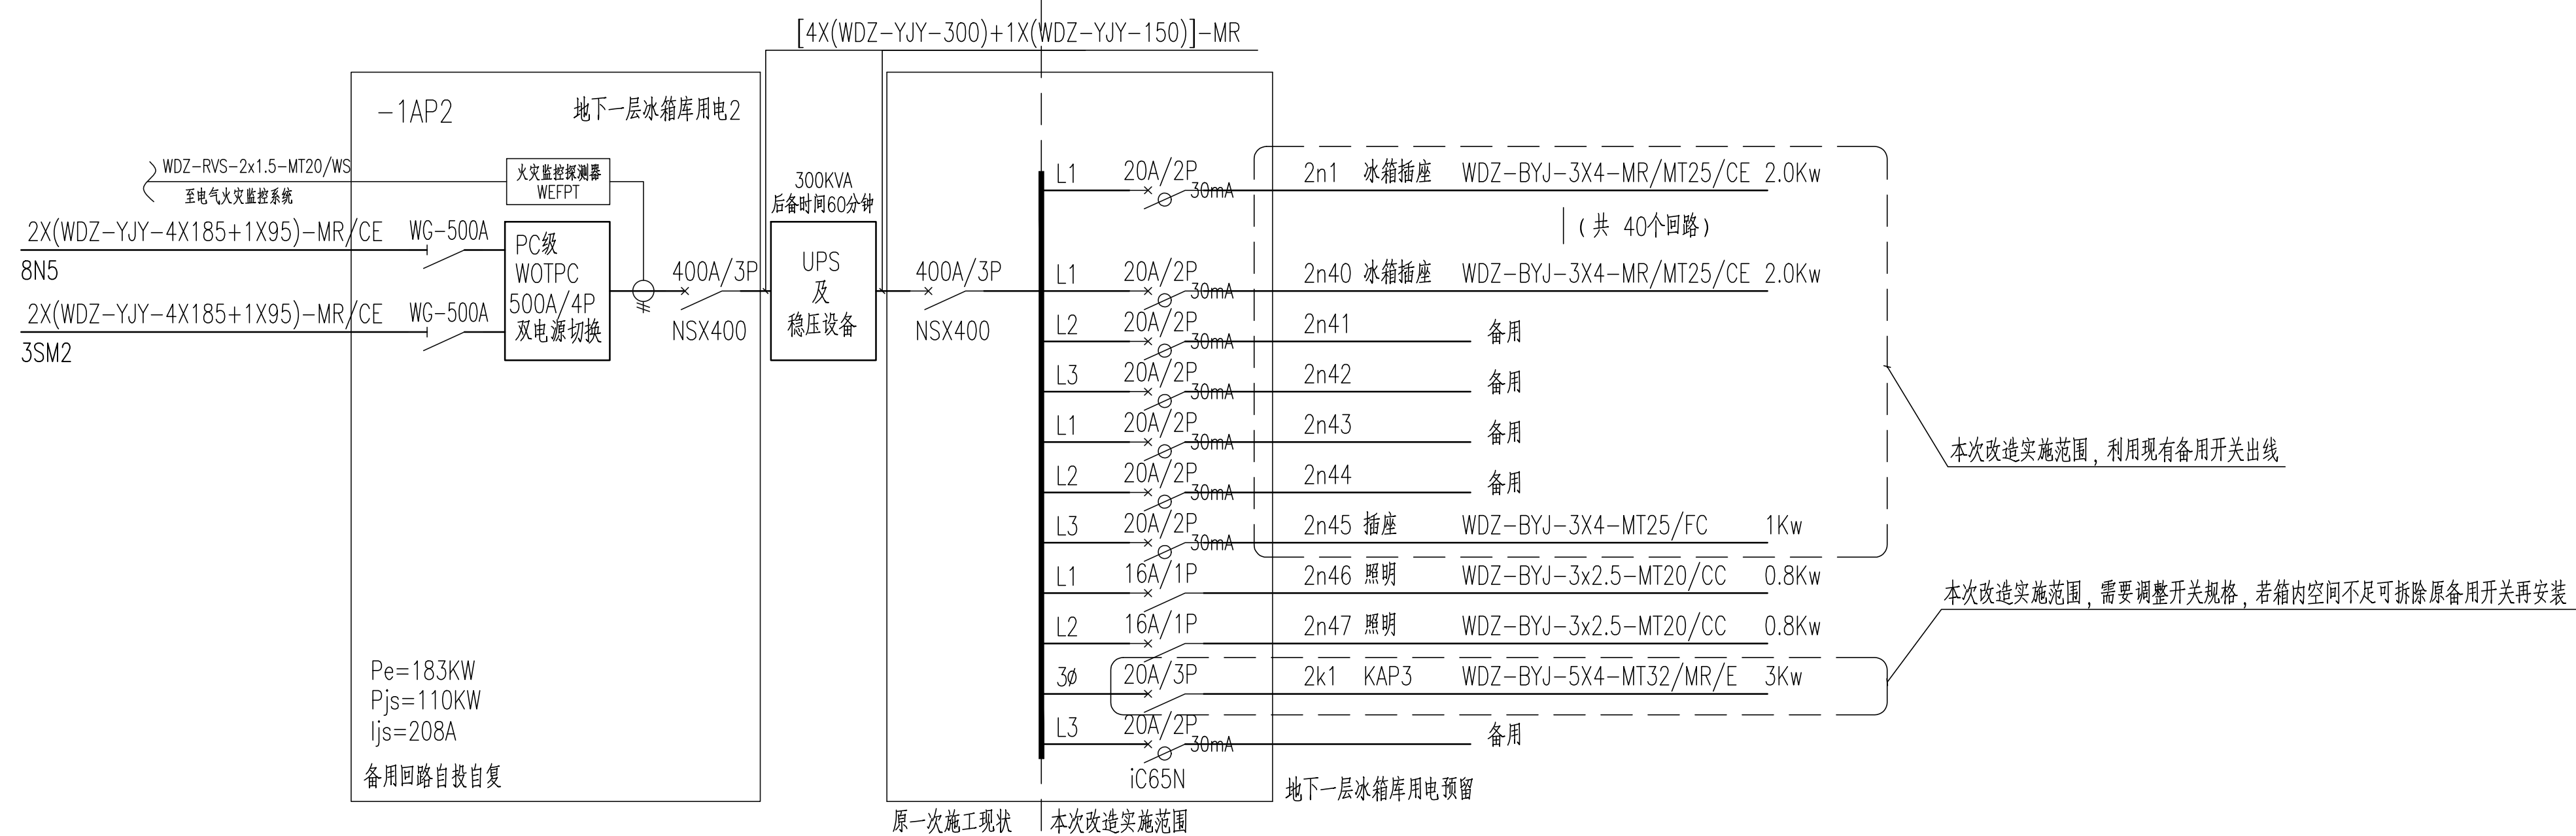 [4X(WDZ-YJY-300)+1X(WDZ-YJY-150)]-MR
-1AP2
地下一层冰箱库用电2
WDZ-RVS-2x1.5-MT20/WS
至电气火灾监控系统
火灾监控探测器
WEFPT
2X(WDZ-YJY-4X185+1X95)-MR/CE
WG-500A
8N5
2X(WDZ-YJY-4X185+1X95)-MR/CE
WG-500A
3SM2
PC级
WOTPC
500A/4P
双电源切换
400A/3P
NSX400
300KVA
后备时间60分钟
UPS
及
稳压设备
400A/3P
NSX400
Pe=183KW
Pjs=110KW
Ijs=208A
备用回路自投自复
L1 20A/2P 30mA 2n1 冰箱插座 WDZ-BYJ-3X4-MR/MT25/CE 2.0Kw
(共 40个回路)
L1 20A/2P 30mA 2n40 冰箱插座 WDZ-BYJ-3X4-MR/MT25/CE 2.0Kw
L2 20A/2P 30mA 2n41 备用
L3 20A/2P 30mA 2n42 备用
L1 20A/2P 30mA 2n43 备用
L2 20A/2P 30mA 2n44 备用
L3 20A/2P 30mA 2n45 插座 WDZ-BYJ-3X4-MT25/FC 1Kw
L1 16A/1P 2n46 照明 WDZ-BYJ-3x2.5-MT20/CC 0.8Kw
L2 16A/1P 2n47 照明 WDZ-BYJ-3x2.5-MT20/CC 0.8Kw
3ø 20A/3P 2k1 KAP3 WDZ-BYJ-5X4-MT32/MR/E 3Kw
L3 20A/2P 30mA 备用
iC65N
地下一层冰箱库用电预留
原一次施工现状
本次改造实施范围
本次改造实施范围,利用现有备用开关出线
本次改造实施范围,需要调整开关规格,若箱内空间不足可拆除原备用开关再安装